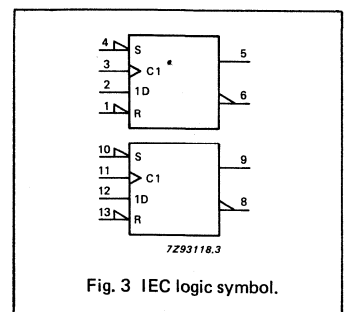 4 S 5
3 C1
2 1D
1 R 6
10 S 9
11 C1
12 1D
13 R 8
7Z93118.3
Fig. 3 IEC logic symbol.